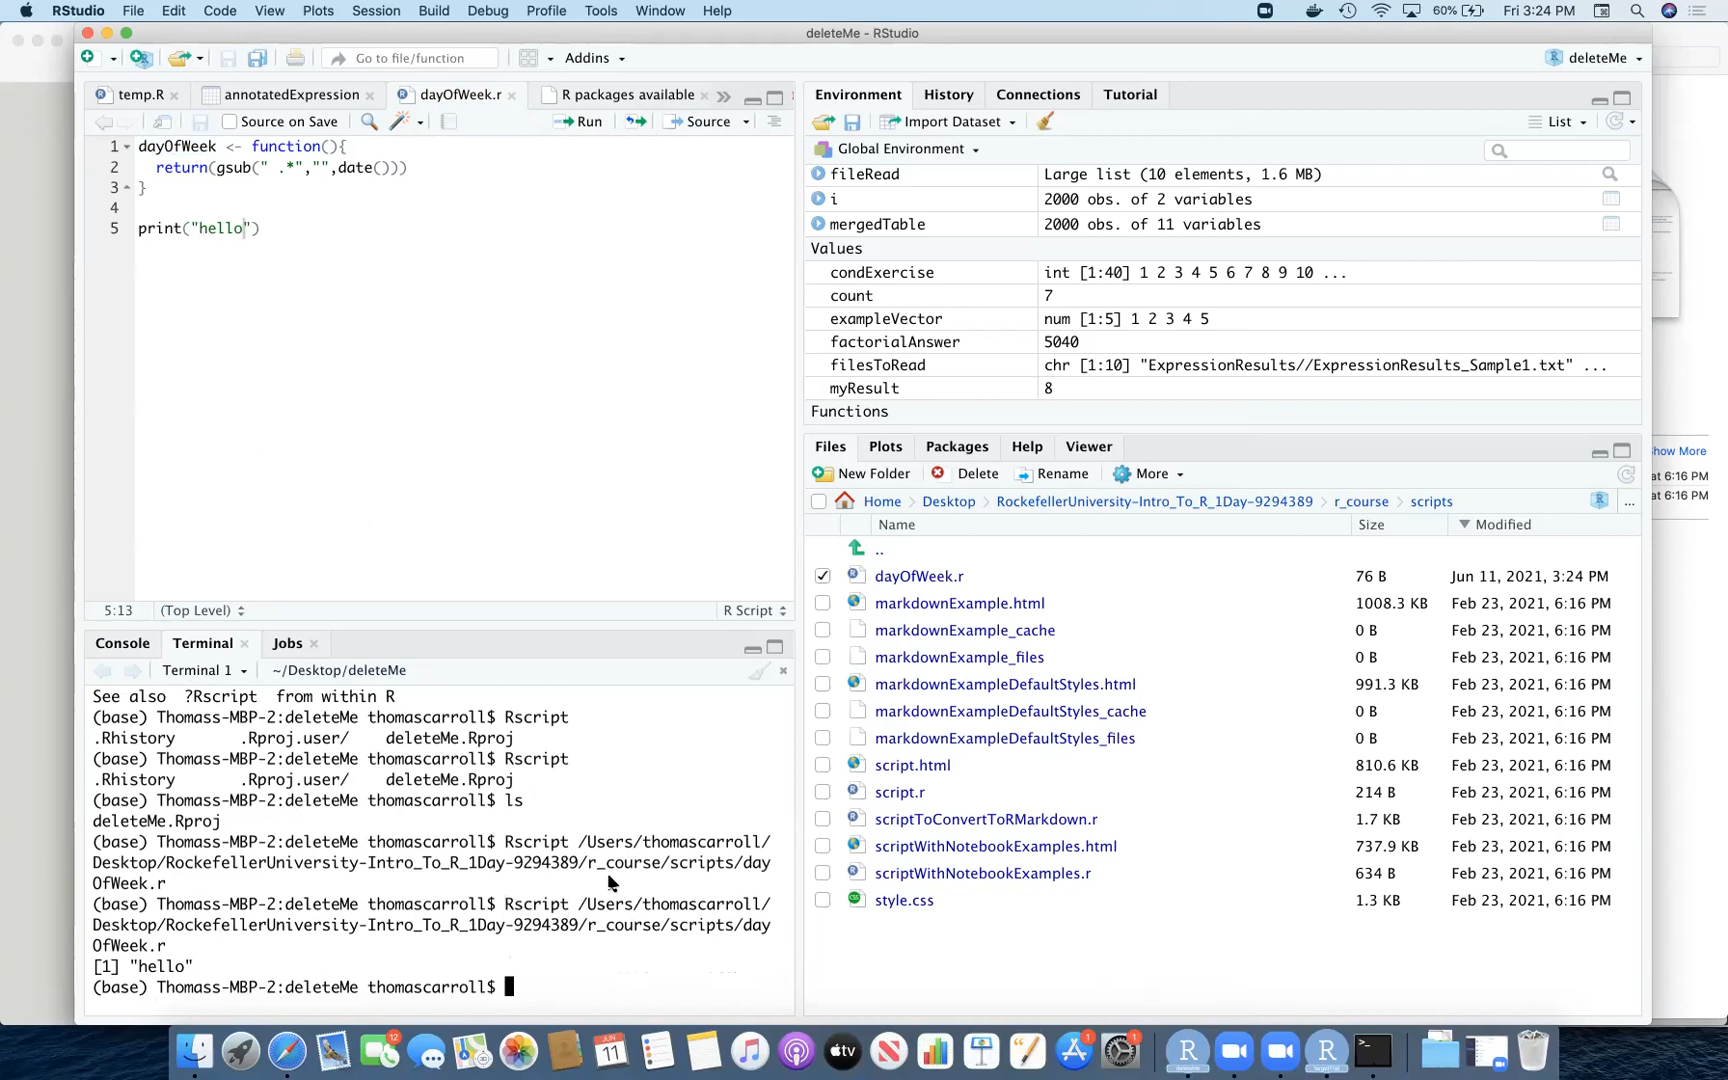 RStudio File Edit Code View Plots Session Build Debug Profile Tools Window Help
60% Fri 3:24 PM
deleteMe - RStudio
Go to file/function Addins
deleteMe
temp.R annotatedExpression dayOfWeek.r R packages available
Source on Save Run Source
1 dayOfWeek <- function(){
2 return(gsub(" .*","",date()))
3 }
4
5 print("hello")
5:13 (Top Level) R Script
Console Terminal Jobs
Terminal 1 ~/Desktop/deleteMe
See also ?Rscript from within R
(base) Thomass-MBP-2:deleteMe thomascarroll$ Rscript
.Rhistory .Rproj.user/ deleteMe.Rproj
(base) Thomass-MBP-2:deleteMe thomascarroll$ Rscript
.Rhistory .Rproj.user/ deleteMe.Rproj
(base) Thomass-MBP-2:deleteMe thomascarroll$ ls
deleteMe.Rproj
(base) Thomass-MBP-2:deleteMe thomascarroll$ Rscript /Users/thomascarroll/
Desktop/RockefellerUniversity-Intro_To_R_1Day-9294389/r_course/scripts/day
OfWeek.r
(base) Thomass-MBP-2:deleteMe thomascarroll$ Rscript /Users/thomascarroll/
Desktop/RockefellerUniversity-Intro_To_R_1Day-9294389/r_course/scripts/day
OfWeek.r
[1] "hello"
(base) Thomass-MBP-2:deleteMe thomascarroll$
Environment History Connections Tutorial
Import Dataset List
Global Environment
fileRead Large list (10 elements, 1.6 MB)
i 2000 obs. of 2 variables
mergedTable 2000 obs. of 11 variables
Values
condExercise int [1:40] 1 2 3 4 5 6 7 8 9 10 ...
count 7
exampleVector num [1:5] 1 2 3 4 5
factorialAnswer 5040
filesToRead chr [1:10] "ExpressionResults//ExpressionResults_Sample1.txt" ...
myResult 8
Functions
Files Plots Packages Help Viewer
New Folder Delete Rename More
Home Desktop RockefellerUniversity-Intro_To_R_1Day-9294389 r_course scripts ...
Name Size Modified
..
dayOfWeek.r 76 B Jun 11, 2021, 3:24 PM
markdownExample.html 1008.3 KB Feb 23, 2021, 6:16 PM
markdownExample_cache 0 B Feb 23, 2021, 6:16 PM
markdownExample_files 0 B Feb 23, 2021, 6:16 PM
markdownExampleDefaultStyles.html 991.3 KB Feb 23, 2021, 6:16 PM
markdownExampleDefaultStyles_cache 0 B Feb 23, 2021, 6:16 PM
markdownExampleDefaultStyles_files 0 B Feb 23, 2021, 6:16 PM
script.html 810.6 KB Feb 23, 2021, 6:16 PM
script.r 214 B Feb 23, 2021, 6:16 PM
scriptToConvertToRMarkdown.r 1.7 KB Feb 23, 2021, 6:16 PM
scriptWithNotebookExamples.html 737.9 KB Feb 23, 2021, 6:16 PM
scriptWithNotebookExamples.r 634 B Feb 23, 2021, 6:16 PM
style.css 1.3 KB Feb 23, 2021, 6:16 PM
how More
at 6:16 PM
at 6:16 PM
12 JUN 11 tv 1 1